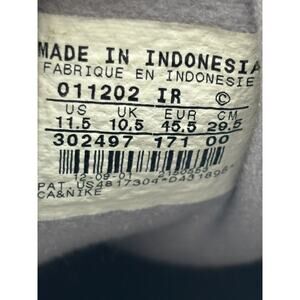 MADE IN INDONESIA
FABRIQUE EN INDONESIE
011202 IR ©
US UK EUR CM
11.5 10.5 45.5 29.5
302497 171 00
12-09-01
PAT. US4817304*D431898*
CA&NIKE